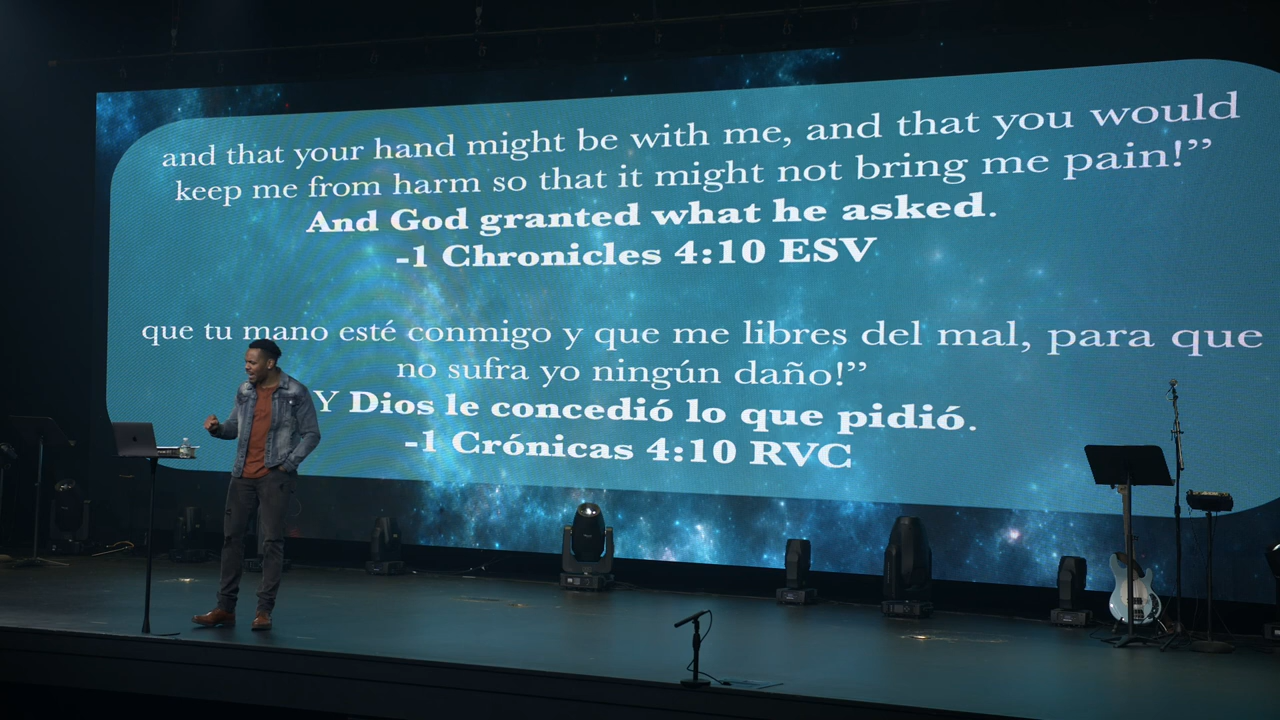 and that your hand might be with me, and that you would
keep me from harm so that it might not bring me pain!”
And God granted what he asked.
-1 Chronicles 4:10 ESV
que tu mano esté conmigo y que me libres del mal, para que
no sufra yo ningún daño!”
Y Dios le concedió lo que pidió.
-1 Crónicas 4:10 RVC